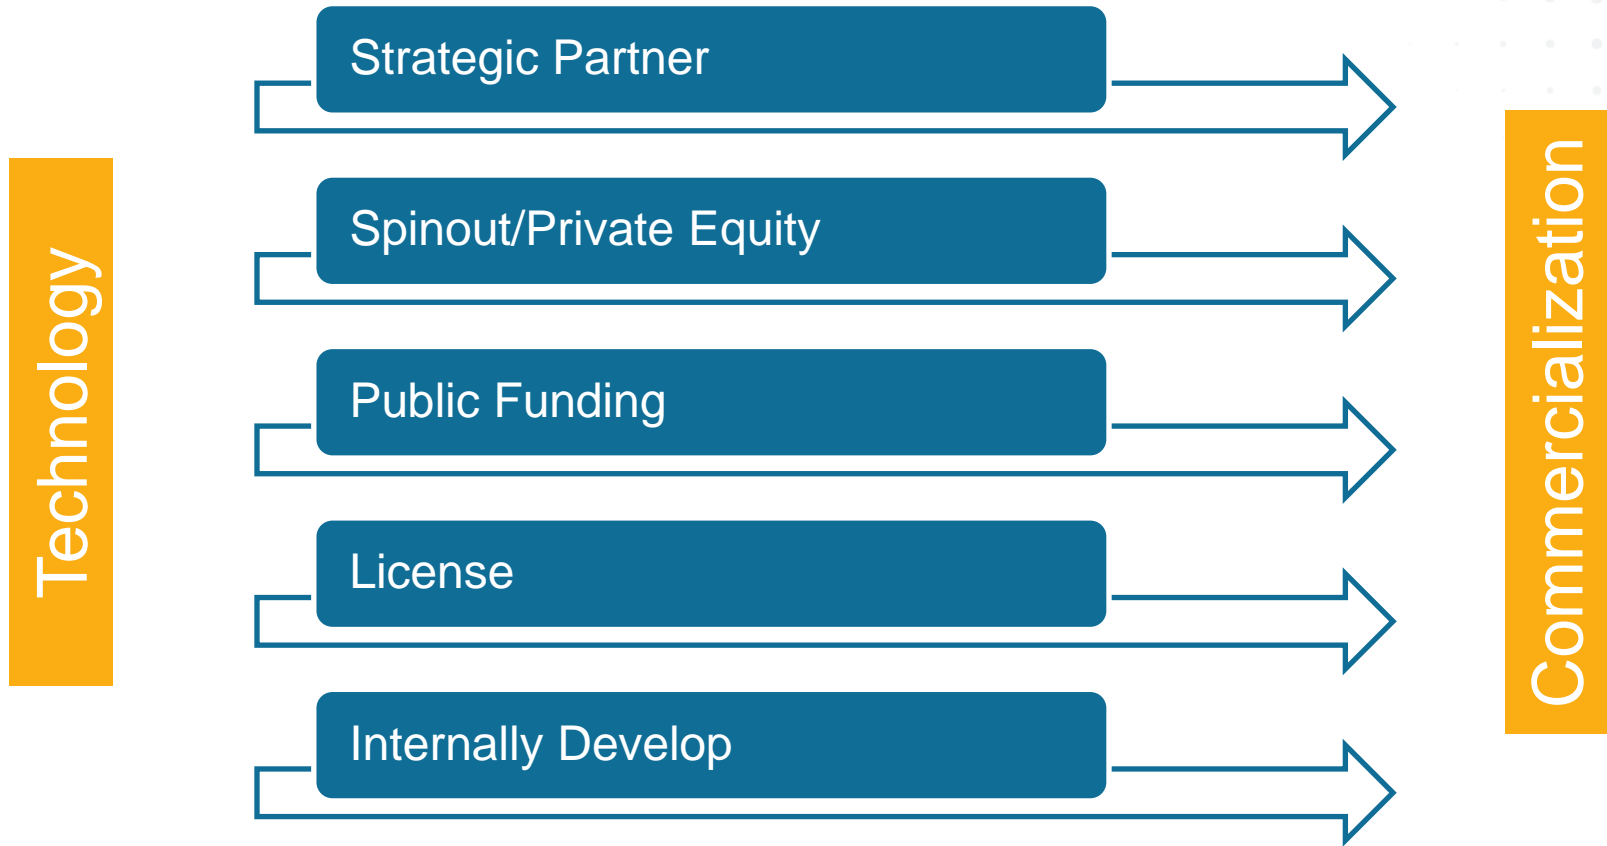 Technology
Strategic Partner
Spinout/Private Equity
Public Funding
License
Internally Develop
Commercialization